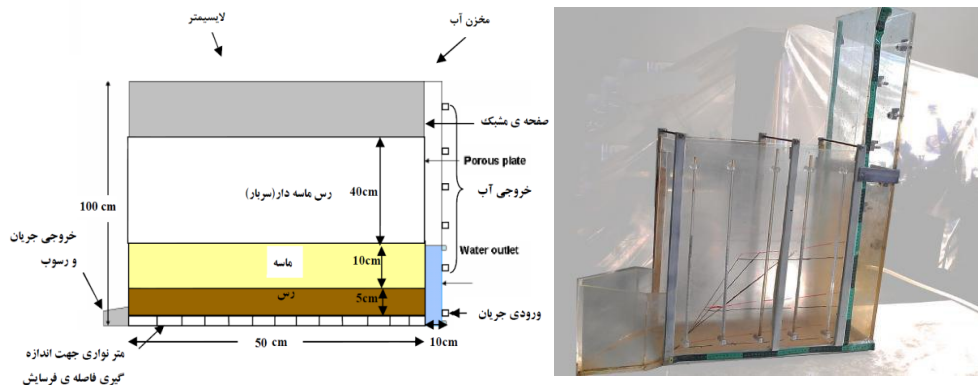 لایسیمتر
مخزن آب
صفحه ی مشبک
Porous plate
40cm
رس ماسه دار(سربار)
خروجی آب
100 cm
خروجی جریان
و رسوب
Water outlet
ماسه
10cm
رس
5cm
ورودی جریان
50 cm
10cm
متر نواری جهت اندازه
گیری فاصله ی فرسایش